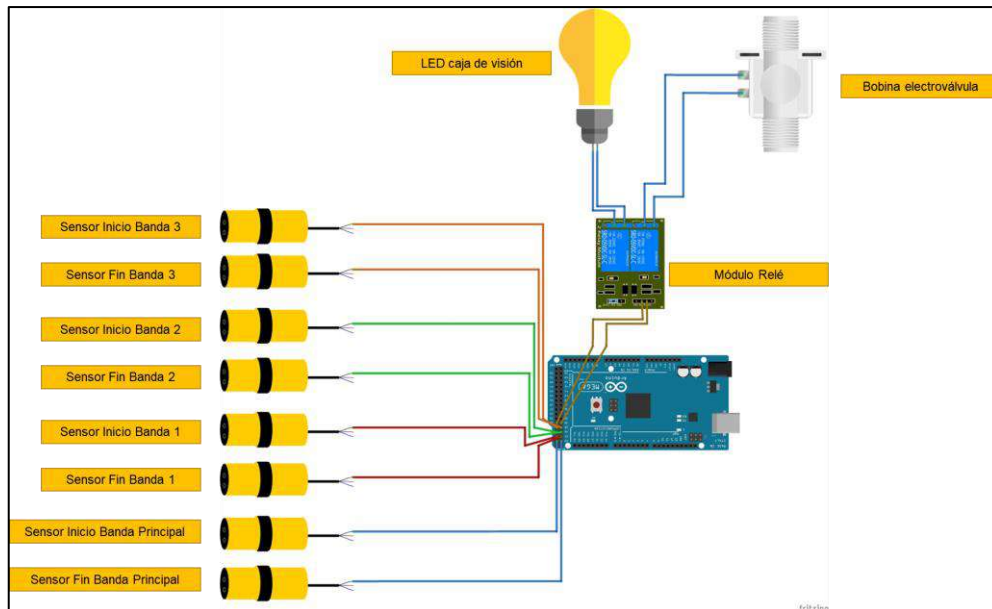 LED caja de visión
Bobina electroválvula
Sensor Inicio Banda 3
Módulo Relé
Sensor Fin Banda 3
Sensor Inicio Banda 2
Sensor Fin Banda 2
MEGA
Sensor Inicio Banda 1
Sensor Fin Banda 1
Sensor Inicio Banda Principal
Sensor Fin Banda Principal